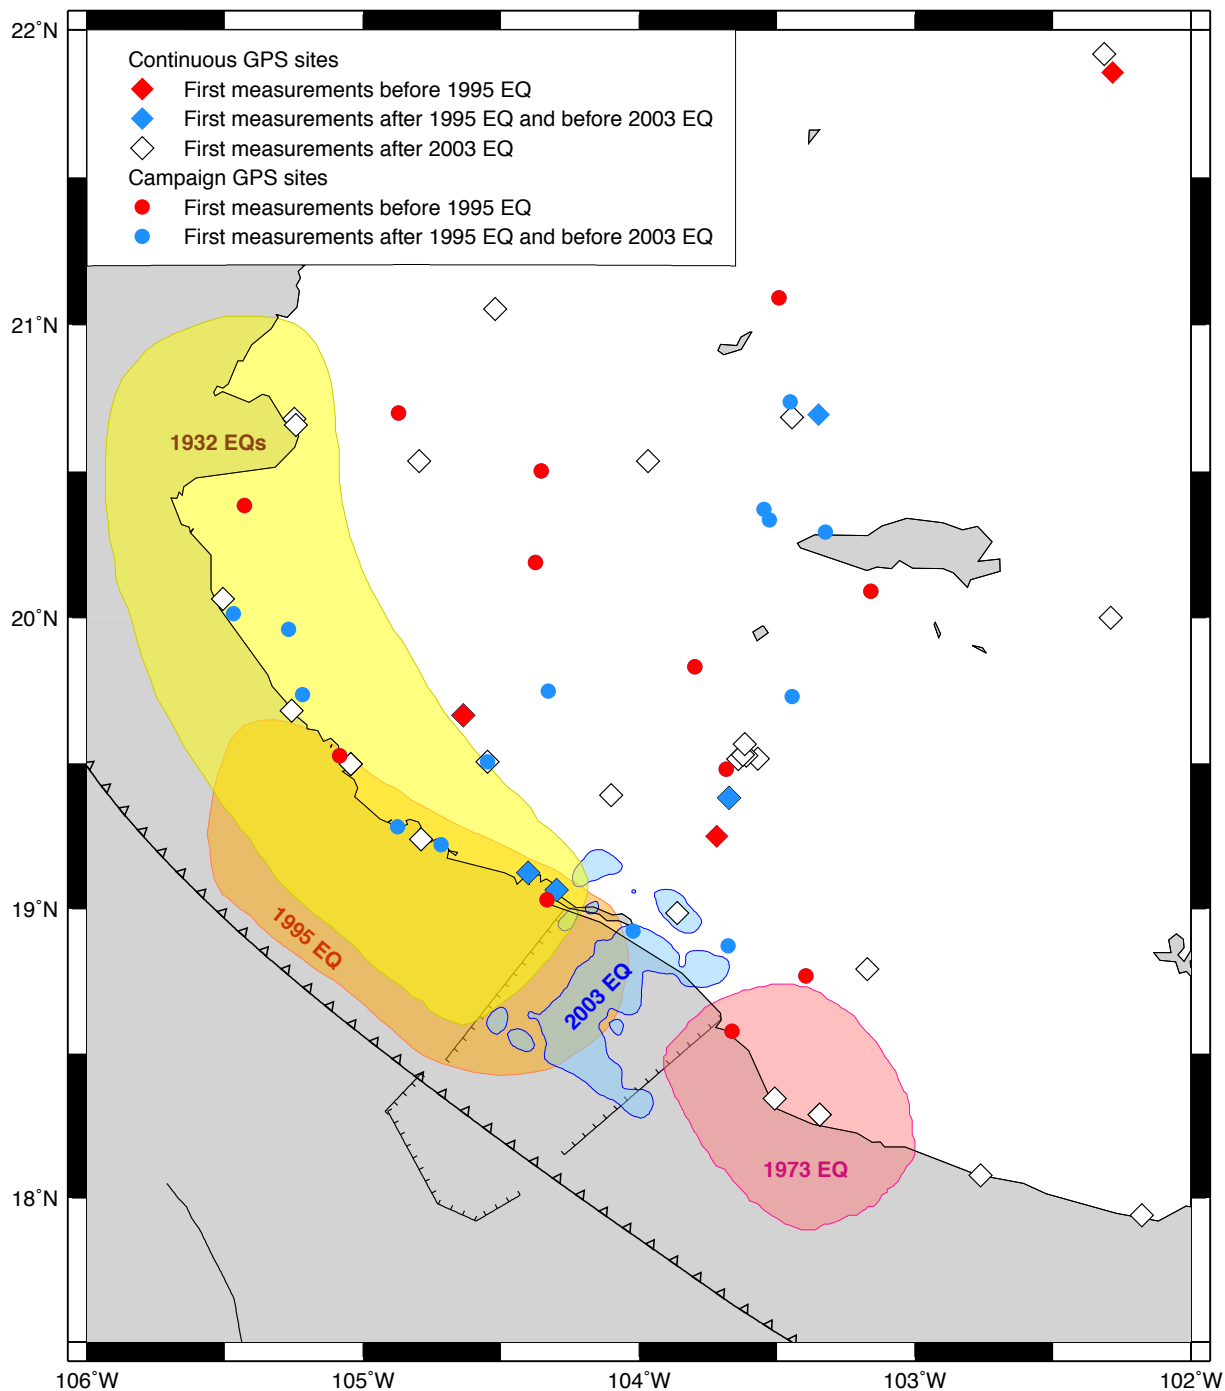 22˚N
Continuous GPS sites
First measurements before 1995 EQ
First measurements after 1995 EQ and before 2003 EQ
First measurements after 2003 EQ
Campaign GPS sites
First measurements before 1995 EQ
First measurements after 1995 EQ and before 2003 EQ
21˚N
1932 EQs
20˚N
19˚N
1995 EQ
2003 EQ
1973 EQ
18˚N
106˚W
105˚W
104˚W
103˚W
102˚W